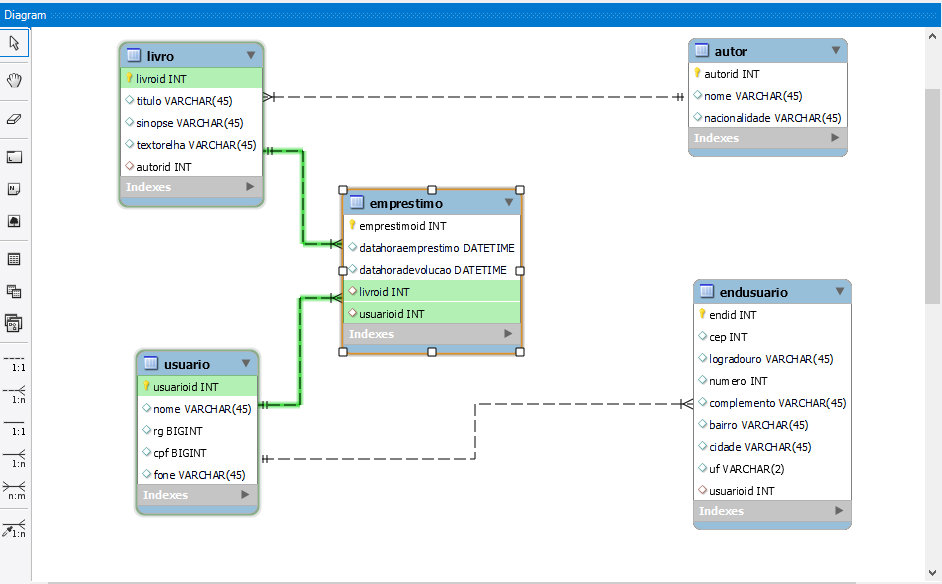 Diagram
livro
livroid INT
titulo VARCHAR(45)
sinopse VARCHAR(45)
textorelha VARCHAR(45)
autorid INT
Indexes
autor
autorid INT
nome VARCHAR(45)
nacionalidade VARCHAR(45)
Indexes
emprestimo
emprestimoid INT
datahoraemprestimo DATETIME
datahoradevolucao DATETIME
livroid INT
usuarioid INT
Indexes
usuario
usuarioid INT
nome VARCHAR(45)
rg BIGINT
cpf BIGINT
fone VARCHAR(45)
Indexes
endusuario
endid INT
cep INT
logradouro VARCHAR(45)
numero INT
complemento VARCHAR(45)
bairro VARCHAR(45)
cidade VARCHAR(45)
uf VARCHAR(2)
usuarioid INT
Indexes
1:1
1:n
1:1
1:n
n:m
1:n